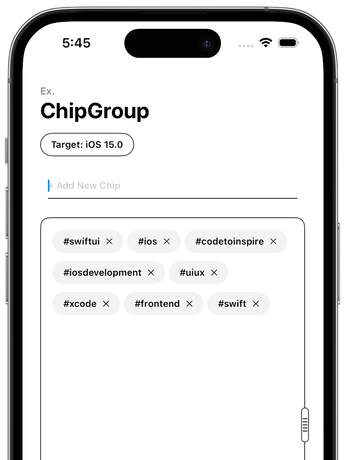 5:45
Ex.
ChipGroup
Target: iOS 15.0
+ Add New Chip
#swiftui × #ios × #codetoinspire ×
#iosdevelopment × #uiux ×
#xcode × #frontend × #swift ×